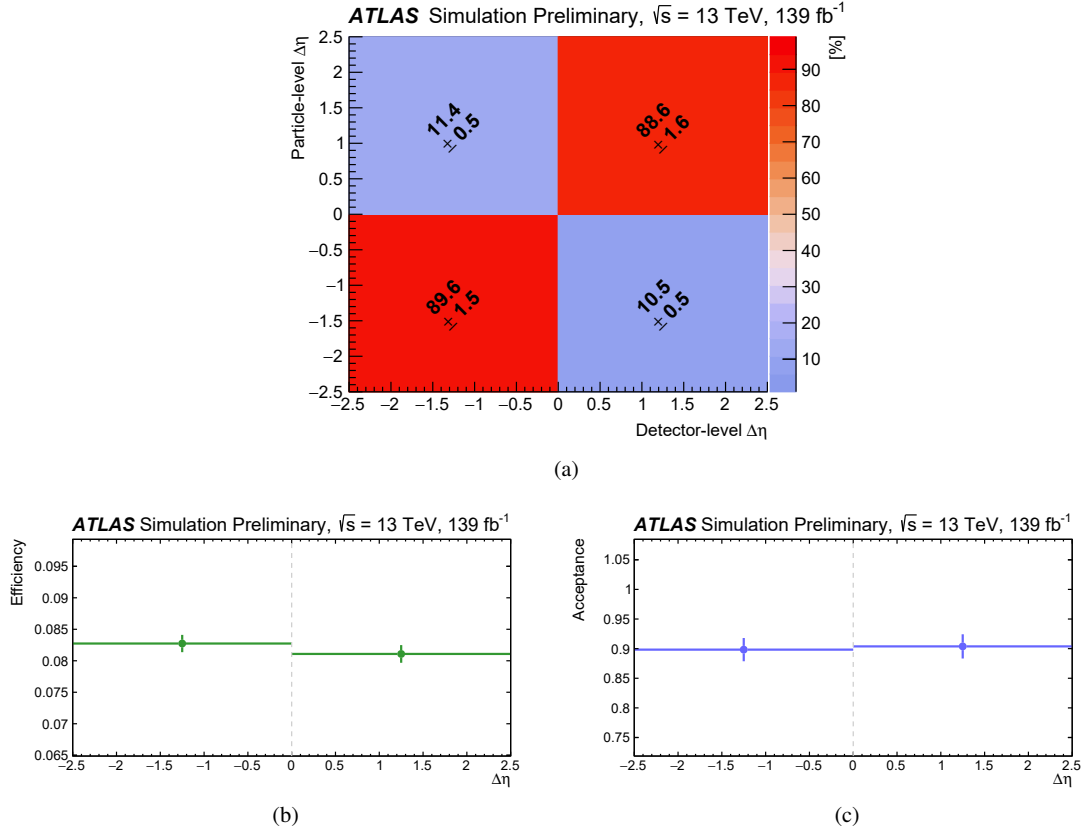 ATLAS Simulation Preliminary, √s = 13 TeV, 139 fb⁻¹
[%]
Particle-level Δη
2.5
2
1.5
1
0.5
0
−0.5
−1
−1.5
−2
−2.5
11.4
± 0.5
88.6
± 1.6
89.6
± 1.5
10.5
± 0.5
90
80
70
60
50
40
30
20
10
−2.5 −2 −1.5 −1 −0.5 0 0.5 1 1.5 2 2.5
Detector-level Δη
(a)
ATLAS Simulation Preliminary, √s = 13 TeV, 139 fb⁻¹
Efficiency
0.095
0.09
0.085
0.08
0.075
0.07
0.065
−2.5 −2 −1.5 −1 −0.5 0 0.5 1 1.5 2 2.5
Δη
(b)
ATLAS Simulation Preliminary, √s = 13 TeV, 139 fb⁻¹
Acceptance
1.05
1
0.95
0.9
0.85
0.8
0.75
−2.5 −2 −1.5 −1 −0.5 0 0.5 1 1.5 2 2.5
Δη
(c)